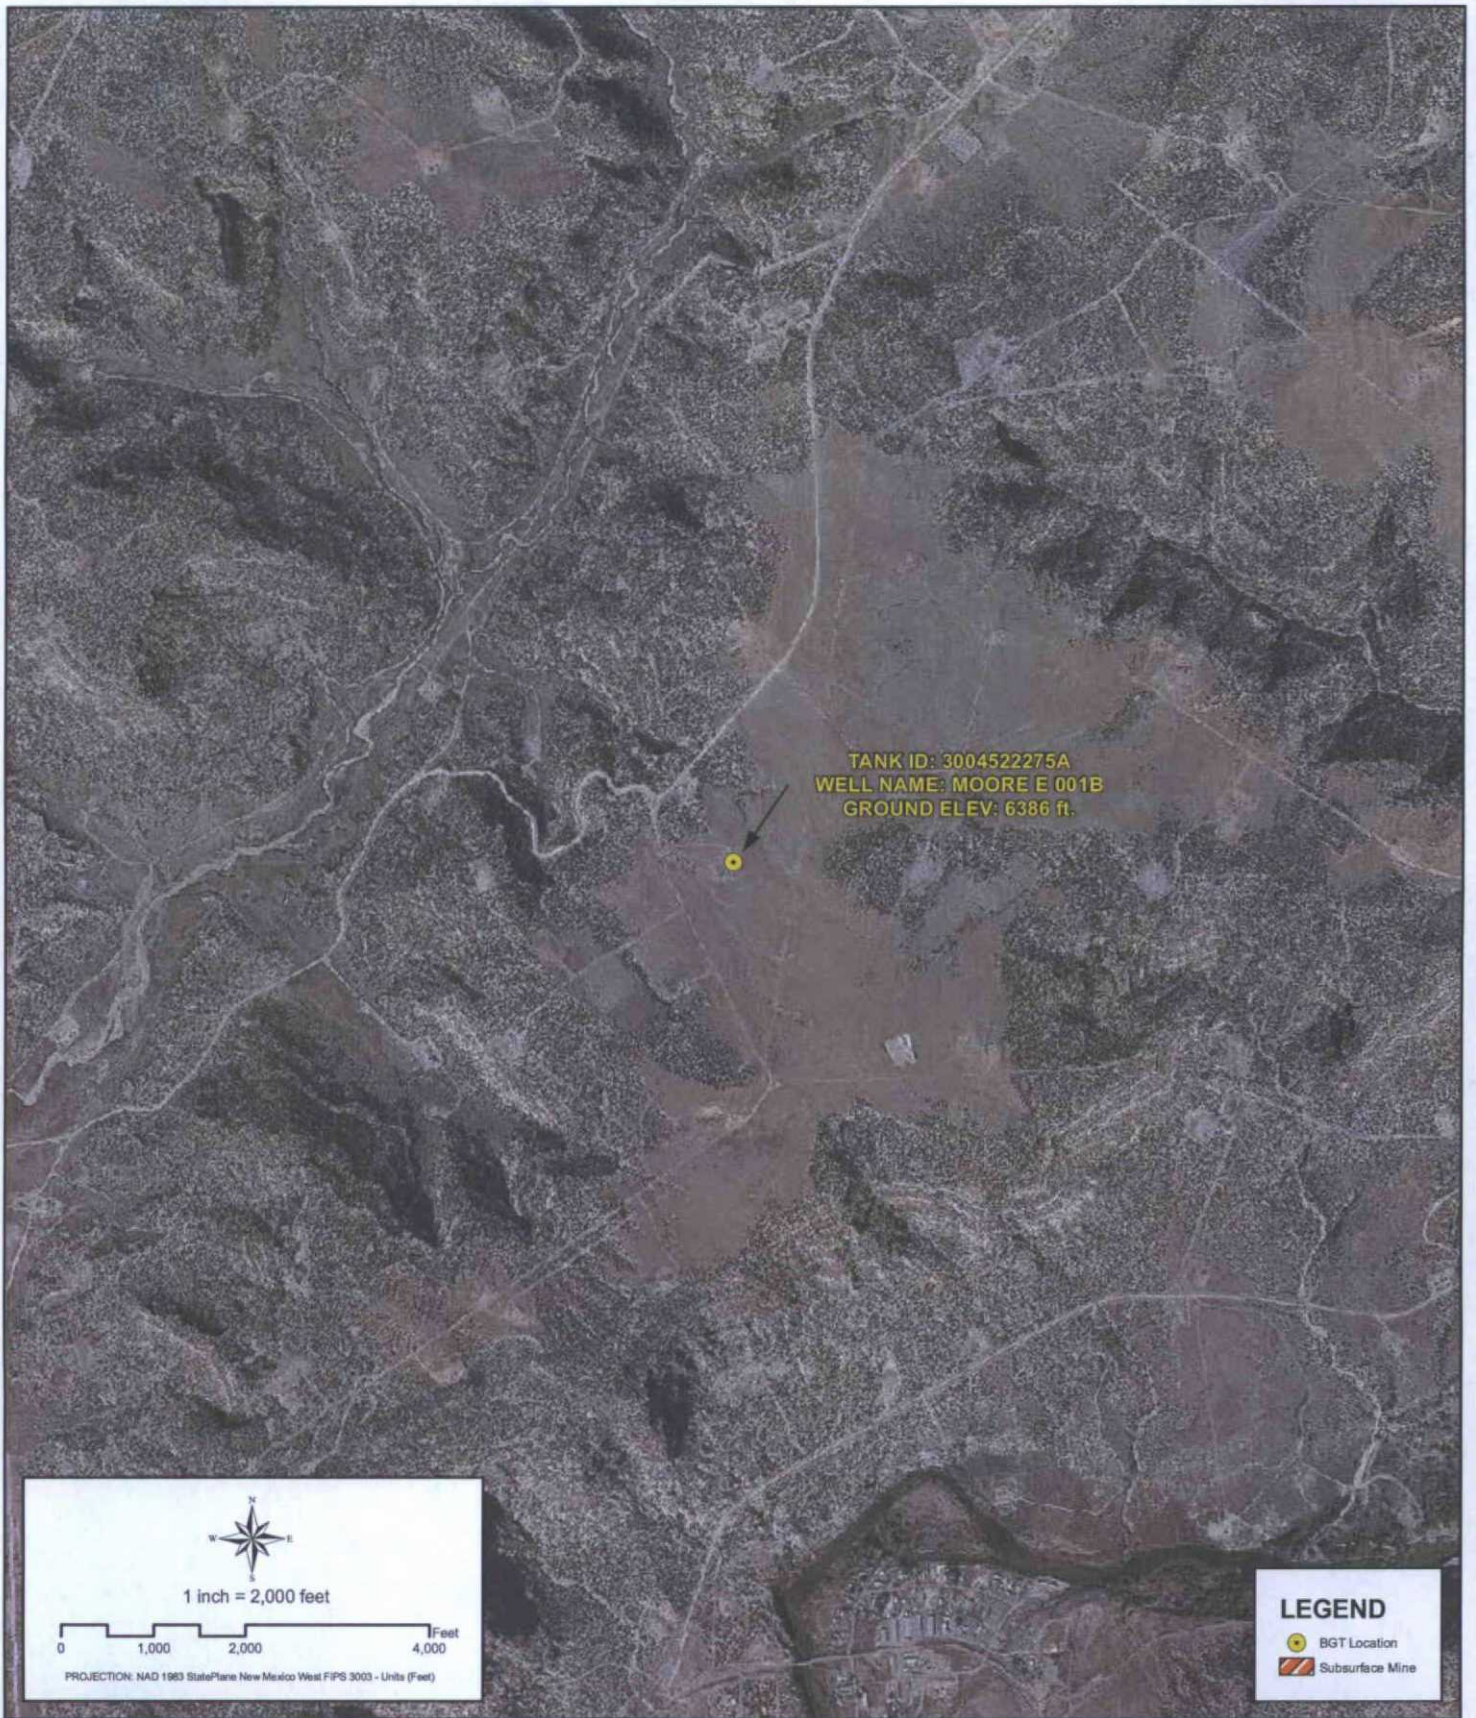 TANK ID: 3004522275A
WELL NAME: MOORE E 001B
GROUND ELEV: 6386 ft.
N
W E
S
1 inch = 2,000 feet
Feet
0 1,000 2,000 4,000
PROJECTION: NAD 1983 StatePlane New Mexico West FIPS 3003 - Units (Feet)
LEGEND
BGT Location
Subsurface Mine